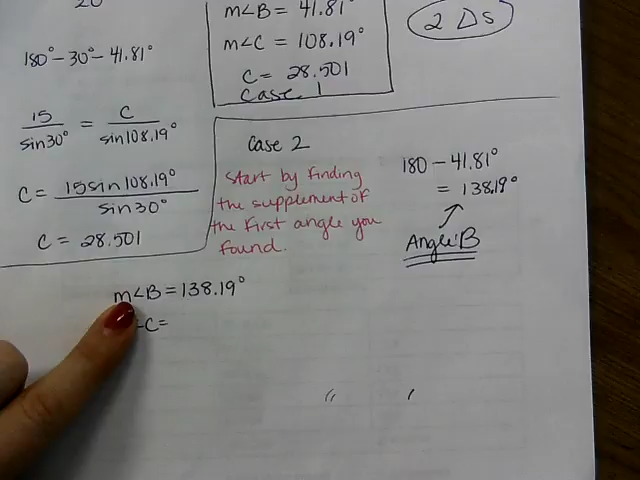 20
180° - 30° - 41.81°
15/sin30° = C/sin108.19°
C = 15sin108.19°/sin30°
C = 28.501
m∠B = 41.81°
m∠C = 108.19°
C = 28.501
Case 1
2 Δs
Case 2
Start by finding
the supplement of
the first angle you
found.
180 - 41.81°
= 138.19°
Angle B
m∠B = 138.19°
∠C =